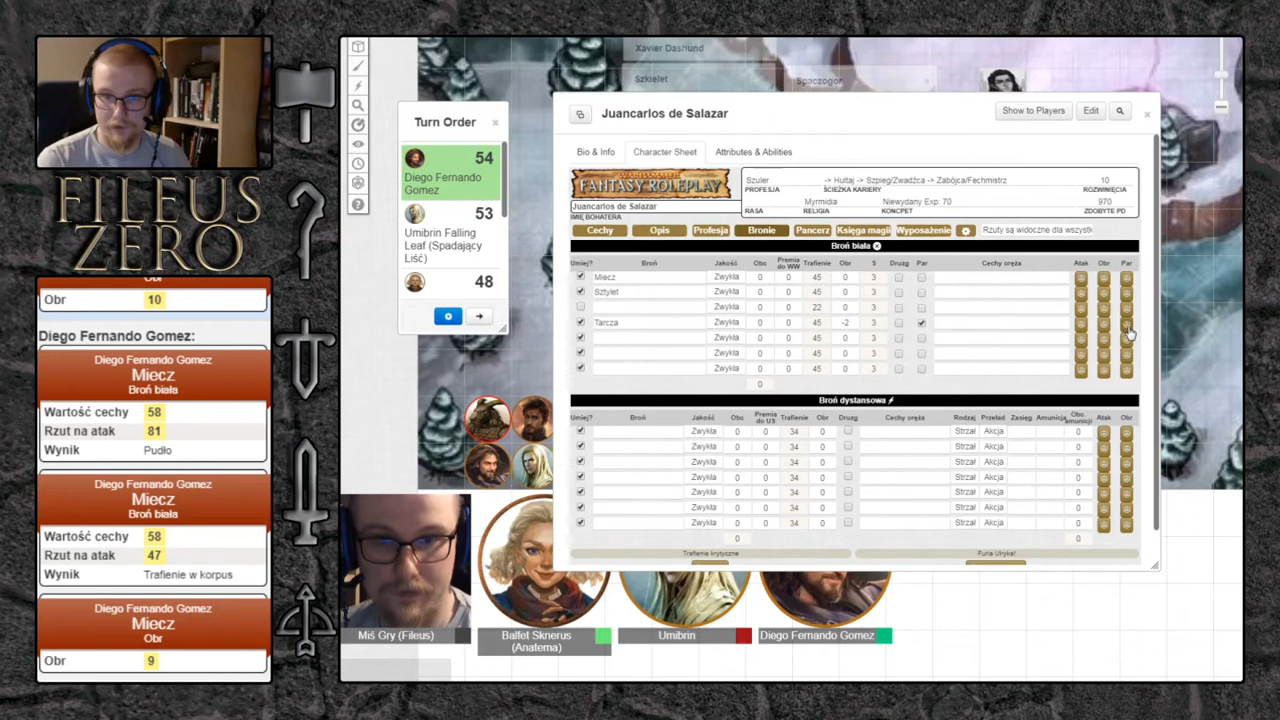 FILEUS
ZERO
Obr
Obr 10
Diego Fernando Gomez:
Diego Fernando Gomez
Miecz
Broń biała
Wartość cechy 58
Rzut na atak 81
Wynik Pudło
Diego Fernando Gomez
Miecz
Broń biała
Wartość cechy 58
Rzut na atak 47
Wynik Trafienie w korpus
Diego Fernando Gomez
Miecz
Obr
Obr 9
Xavier Dashund
Szkielet
Spaczogor
Turn Order ×
54
Diego Fernando
Gomez
53
Umibrin Falling
Leaf (Spadający
Liść)
48
Juancarlos de Salazar
Show to Players Edit
Bio & Info Character Sheet Attributes & Abilities
WARHAMMER
FANTASY ROLEPLAY
Juancarlos de Salazar
IMIĘ BOHATERA
Szuler -> Hultaj -> Szpieg/Zwadźca -> Zabójca/Fechmistrz 10
PROFESJA ŚCIEŻKA KARIERY ROZWINIĘCIA
Myrmidia Niewydany Exp: 70 970
RASA RELIGIA KONCPET ZDOBYTE PD
Cechy Opis Profesja Bronie Pancerz Księga magii Wyposażenie Rzuty są widoczne dla wszystki
Broń biała
Umiej? Broń Jakość Obc Premia do WW Trafienie Obr S Druzg Par Cechy oręża Atak Obr Par
Miecz Zwykła 0 0 45 0 3
Sztylet Zwykła 0 0 45 0 3
Zwykła 0 0 22 0 3
Tarcza Zwykła 0 0 45 -2 3
Zwykła 0 0 45 0 3
Zwykła 0 0 45 0 3
Zwykła 0 0 45 0 3
0
Broń dystansowa
Umiej? Broń Jakość Obc Premia do US Trafienie Obr Druzg Cechy oręża Rodzaj Przeład Zasięg Amunicja Obc. amunicji Atak Obr
Zwykła 0 0 34 0 Strzał Akcja 0
Zwykła 0 0 34 0 Strzał Akcja 0
Zwykła 0 0 34 0 Strzał Akcja 0
Zwykła 0 0 34 0 Strzał Akcja 0
Zwykła 0 0 34 0 Strzał Akcja 0
Zwykła 0 0 34 0 Strzał Akcja 0
Zwykła 0 0 34 0 Strzał Akcja 0
0 0
Trafienie krytyczne Furia Ulryka!
Miś Gry (Fileus)
Balfet Sknerus
(Anatema)
Umibrin
Diego Fernando Gomez